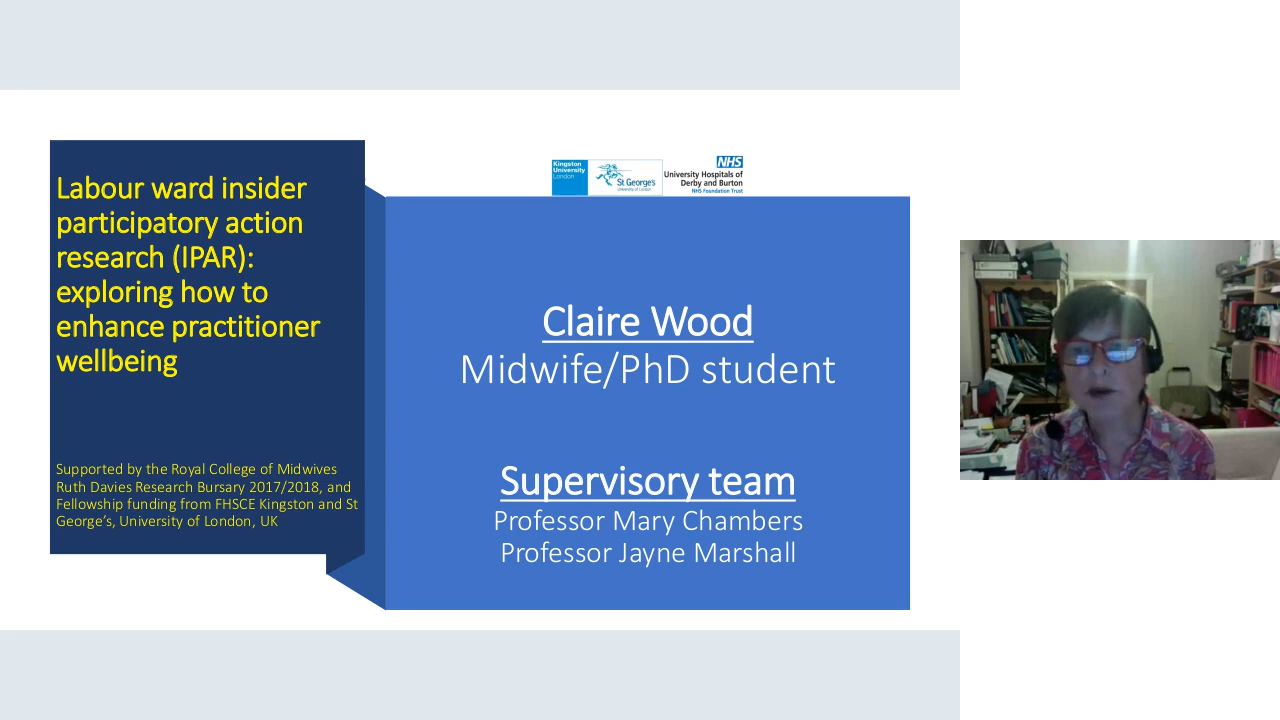 Labour ward insider
participatory action
research (IPAR):
exploring how to
enhance practitioner
wellbeing
Supported by the Royal College of Midwives
Ruth Davies Research Bursary 2017/2018, and
Fellowship funding from FHSCE Kingston and St
George’s, University of London, UK
Kingston
University
London
St George's
University of London
NHS
University Hospitals of
Derby and Burton
NHS Foundation Trust
Claire Wood
Midwife/PhD student
Supervisory team
Professor Mary Chambers
Professor Jayne Marshall